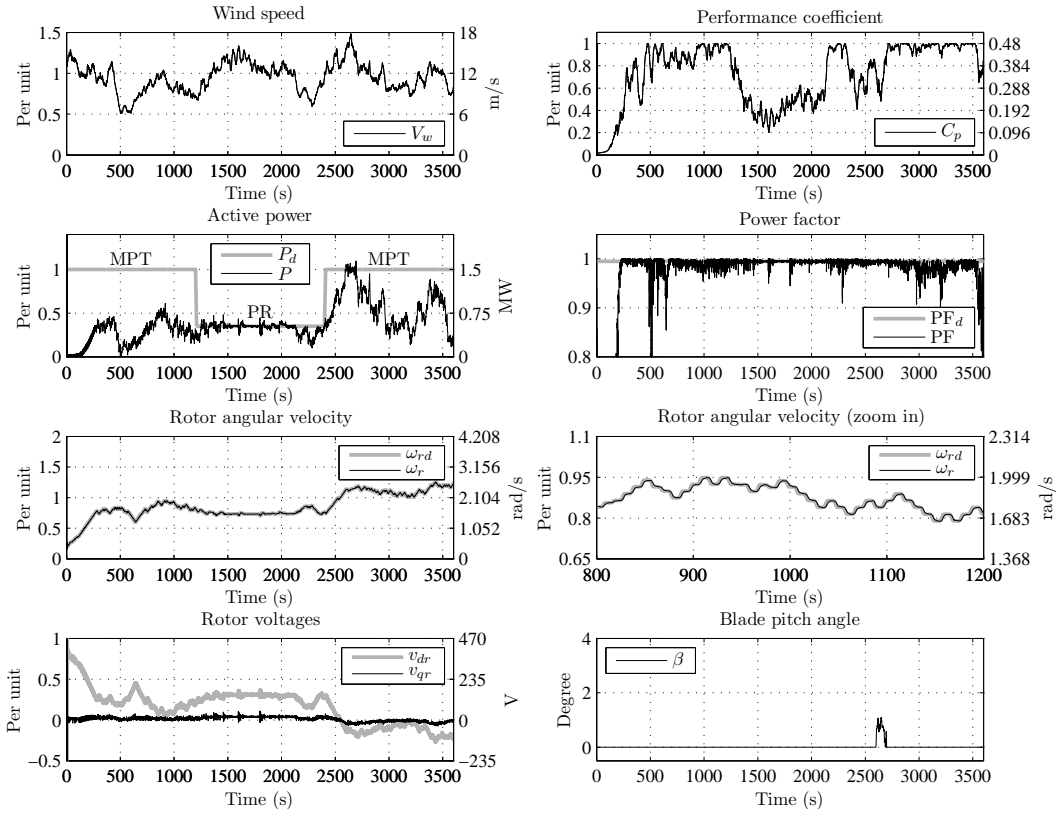 Wind speed
Per unit
1.5
1
0.5
0
18
12
6
0
m/s
V_w
0 500 1000 1500 2000 2500 3000 3500
Time (s)
Performance coefficient
Per unit
1
0.8
0.6
0.4
0.2
0
0.48
0.384
0.288
0.192
0.096
0
C_p
0 500 1000 1500 2000 2500 3000 3500
Time (s)
Active power
Per unit
1
0.5
0
1.5
0.75
0
MW
MPT
PR
MPT
P_d
P
0 500 1000 1500 2000 2500 3000 3500
Time (s)
Power factor
Per unit
1
0.9
0.8
PF_d
PF
0 500 1000 1500 2000 2500 3000 3500
Time (s)
Rotor angular velocity
Per unit
2
1.5
1
0.5
0
4.208
3.156
2.104
1.052
0
rad/s
ω_rd
ω_r
0 500 1000 1500 2000 2500 3000 3500
Time (s)
Rotor angular velocity (zoom in)
Per unit
1.1
0.95
0.8
0.65
2.314
1.999
1.683
1.368
rad/s
ω_rd
ω_r
800 900 1000 1100 1200
Time (s)
Rotor voltages
Per unit
1
0.5
0
−0.5
470
235
0
−235
V
v_dr
v_qr
0 500 1000 1500 2000 2500 3000 3500
Time (s)
Blade pitch angle
Degree
4
2
0
β
0 500 1000 1500 2000 2500 3000 3500
Time (s)